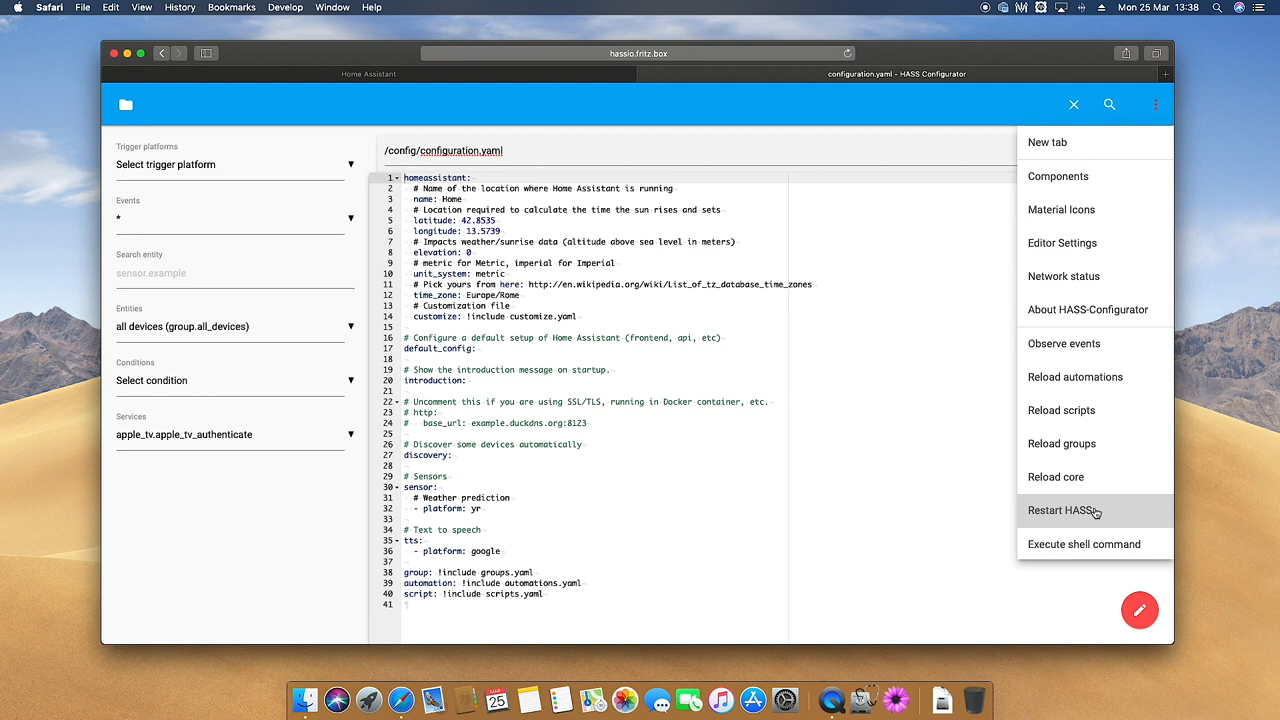 Safari File Edit View History Bookmarks Develop Window Help Mon 25 Mar 13:38
hassio.fritz.box
Home Assistant configuration.yaml - HASS Configurator
Trigger platforms
Select trigger platform
Events
*
Search entity
sensor.example
Entities
all devices (group.all_devices)
Conditions
Select condition
Services
apple_tv.apple_tv_authenticate
/config/configuration.yaml
1 homeassistant:
2 # Name of the location where Home Assistant is running
3 name: Home
4 # Location required to calculate the time the sun rises and sets
5 latitude: 42.8535
6 longitude: 13.5739
7 # Impacts weather/sunrise data (altitude above sea level in meters)
8 elevation: 0
9 # metric for Metric, imperial for Imperial
10 unit_system: metric
11 # Pick yours from here: http://en.wikipedia.org/wiki/List_of_tz_database_time_zones
12 time_zone: Europe/Rome
13 # Customization file
14 customize: !include customize.yaml
15
16 # Configure a default setup of Home Assistant (frontend, api, etc)
17 default_config:
18
19 # Show the introduction message on startup.
20 introduction:
21
22 # Uncomment this if you are using SSL/TLS, running in Docker container, etc.
23 # http:
24 # base_url: example.duckdns.org:8123
25
26 # Discover some devices automatically
27 discovery:
28
29 # Sensors
30 sensor:
31 # Weather prediction
32 - platform: yr
33
34 # Text to speech
35 tts:
36 - platform: google
37
38 group: !include groups.yaml
39 automation: !include automations.yaml
40 script: !include scripts.yaml
41
New tab
Components
Material Icons
Editor Settings
Network status
About HASS-Configurator
Observe events
Reload automations
Reload scripts
Reload groups
Reload core
Restart HASS
Execute shell command
25